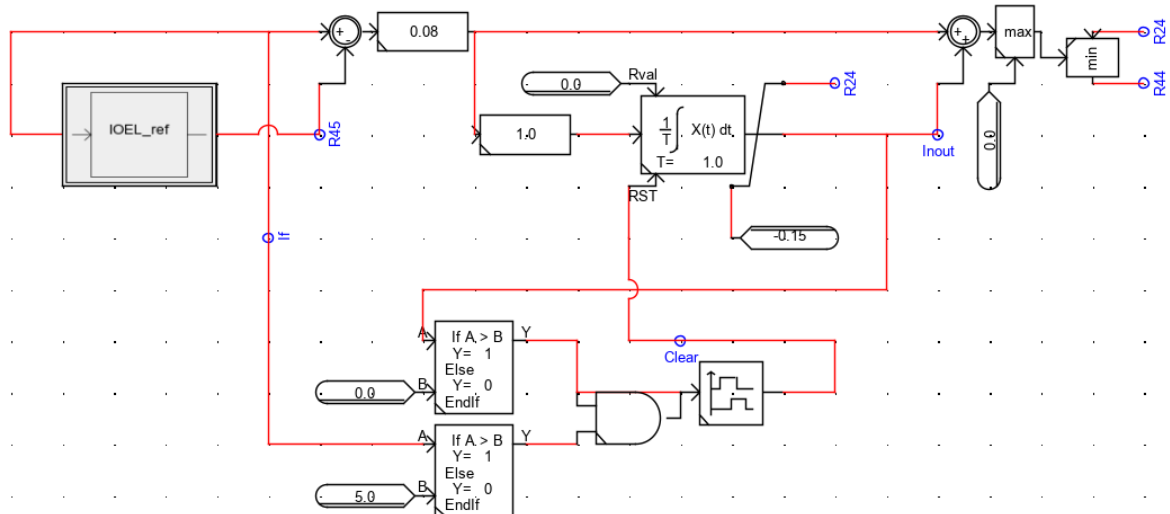 +
-
0.08
+
+
max
min
R24
R44
IOEL_ref
R45
Rval
0.0
R24
1.0
1
T
X(t) dt
T= 1.0
Inout
0.0
RST
-0.15
If
A
If A > B
Y= 1
Else
Y= 0
EndIf
Y
B
0.0
Clear
A
If A > B
Y= 1
Else
Y= 0
EndIf
Y
B
5.0